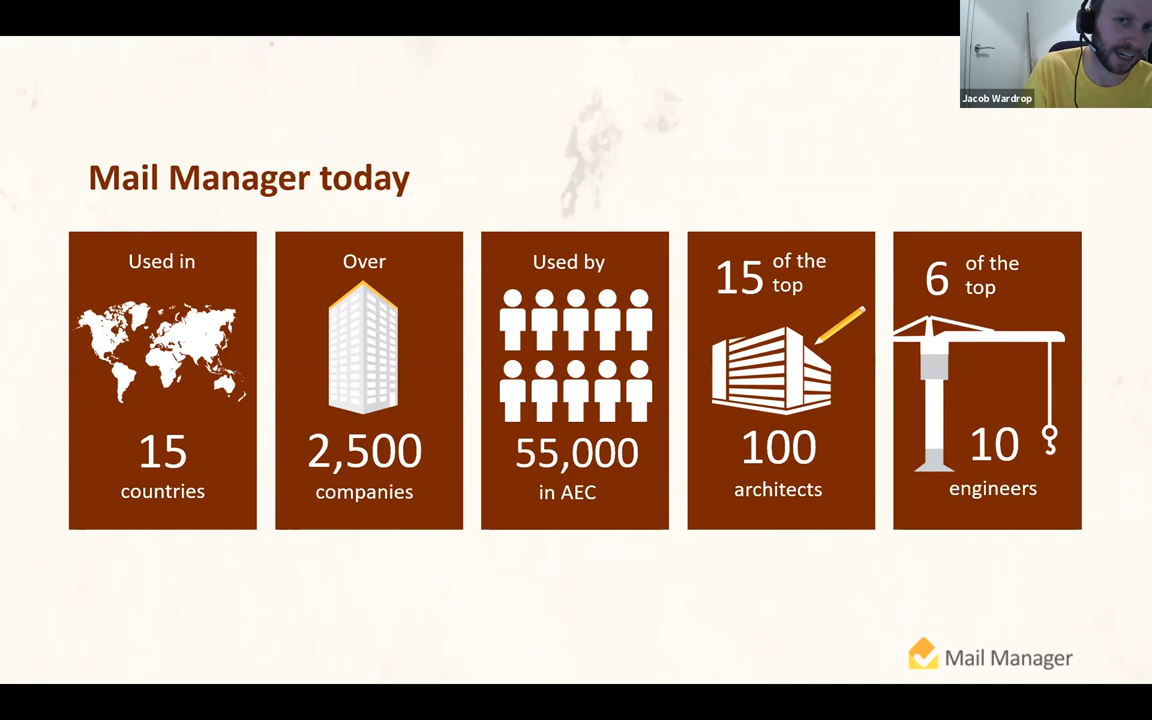 Jacob Wardrop
Mail Manager today
Used in
15
countries
Over
2,500
companies
Used by
55,000
in AEC
15 of the
top
100
architects
6 of the
top
10
engineers
Mail Manager